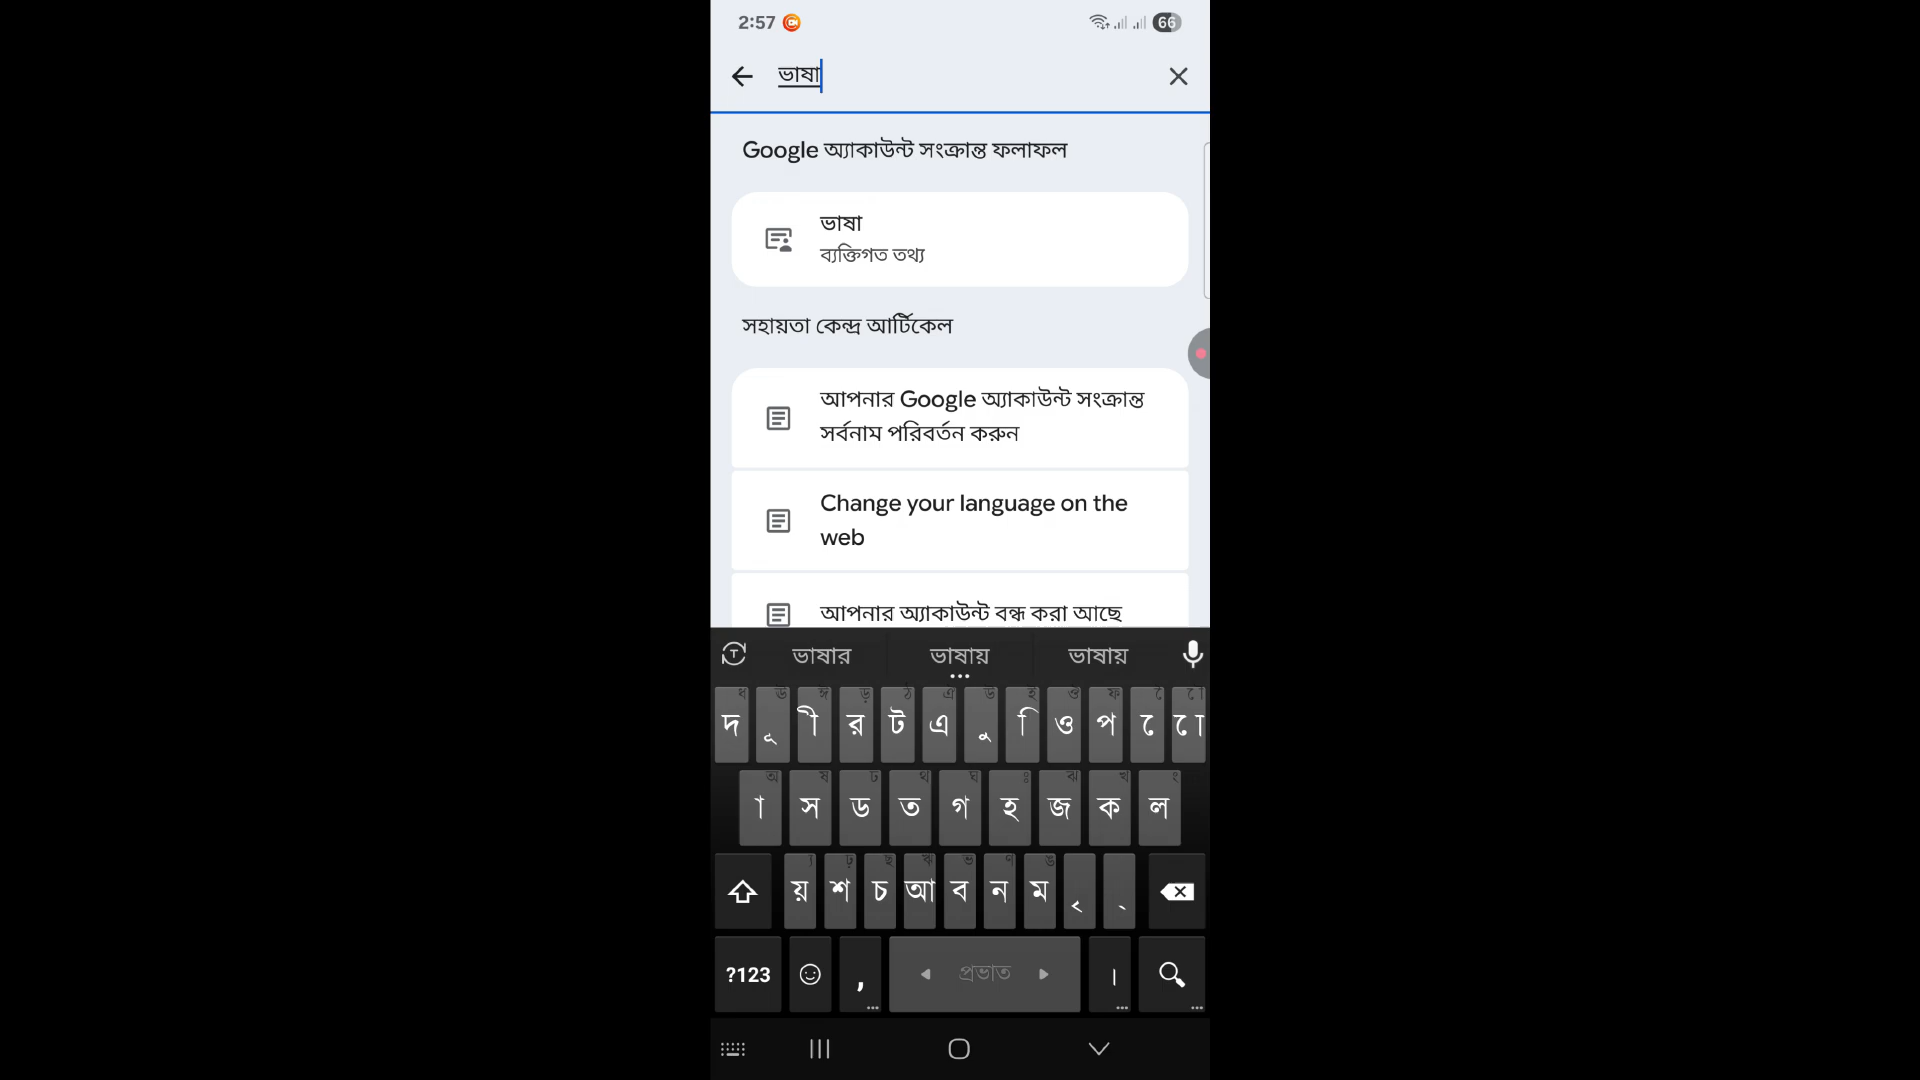 2:57
66
ভাষা
Google অ্যাকাউন্ট সংক্রান্ত ফলাফল
ভাষা
ব্যক্তিগত তথ্য
সহায়তা কেন্দ্র আর্টিকেল
আপনার Google অ্যাকাউন্ট সংক্রান্ত
সর্বনাম পরিবর্তন করুন
Change your language on the
web
আপনার অ্যাকাউন্ট বন্ধ করা আছে
ভাষার ভাষায় ভাষায়
দ ূ ী র ট এ ু ি ও প ে ো
া স ড ত গ হ জ ক ল
য় শ চ আ ব ন ম ৃ ্
?123 , প্রভাত ।